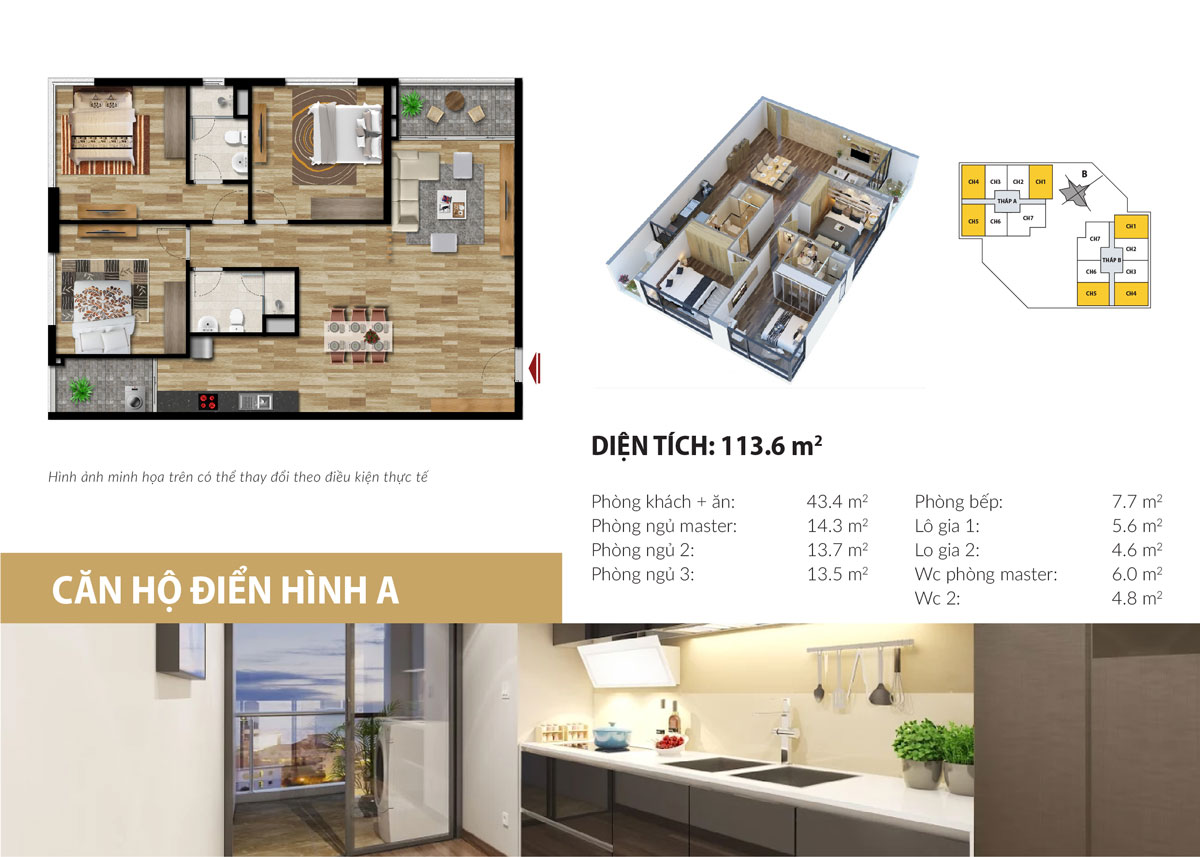 CH4 CH3 CH2 CH1
THÁP A
CH5 CH6 CH7
B
CH1
CH7 CH2
THÁP B
CH6 CH3
CH5 CH4
DIỆN TÍCH: 113.6 m²
Hình ảnh minh họa trên có thể thay đổi theo điều kiện thực tế
Phòng khách + ăn: 43.4 m²
Phòng ngủ master: 14.3 m²
Phòng ngủ 2: 13.7 m²
Phòng ngủ 3: 13.5 m²
Phòng bếp: 7.7 m²
Lô gia 1: 5.6 m²
Lo gia 2: 4.6 m²
Wc phòng master: 6.0 m²
Wc 2: 4.8 m²
CĂN HỘ ĐIỂN HÌNH A